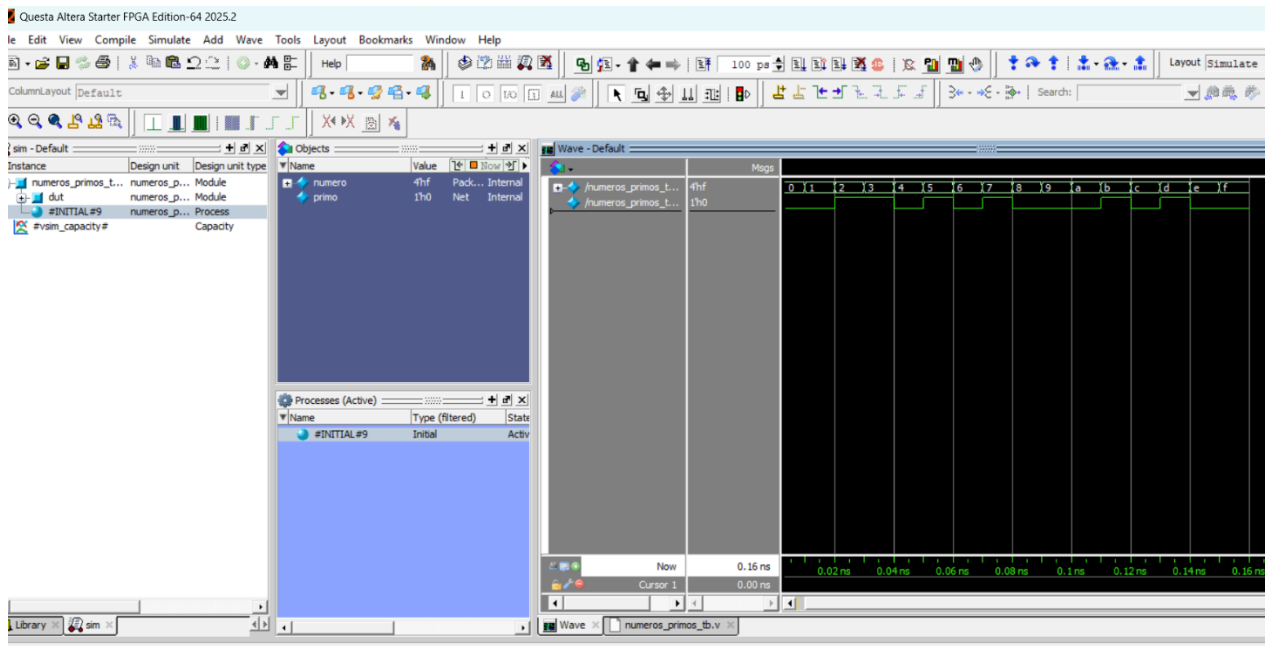 Questa Altera Starter FPGA Edition-64 2025.2
le Edit View Compile Simulate Add Wave Tools Layout Bookmarks Window Help
Help 100 ps Layout Simulate
ColumnLayout Default Search:
sim - Default
Instance Design unit Design unit type
numeros_primos_t... numeros_p... Module
dut numeros_p... Module
#INITIAL#9 numeros_p... Process
#vsim_capacity# Capacity
Objects
Name Value Now
numero 4'hf Pack... Internal
primo 1'h0 Net Internal
Processes (Active)
Name Type (filtered) State
#INITIAL#9 Initial Activ
Wave - Default
Msgs
/numeros_primos_t... 4'hf 0 1 2 3 4 5 6 7 8 9 a b c d e f
/numeros_primos_t... 1'h0
Now 0.16 ns
Cursor 1 0.00 ns
0.02 ns 0.04 ns 0.06 ns 0.08 ns 0.1 ns 0.12 ns 0.14 ns 0.16 ns
Library sim
Wave numeros_primos_tb.v